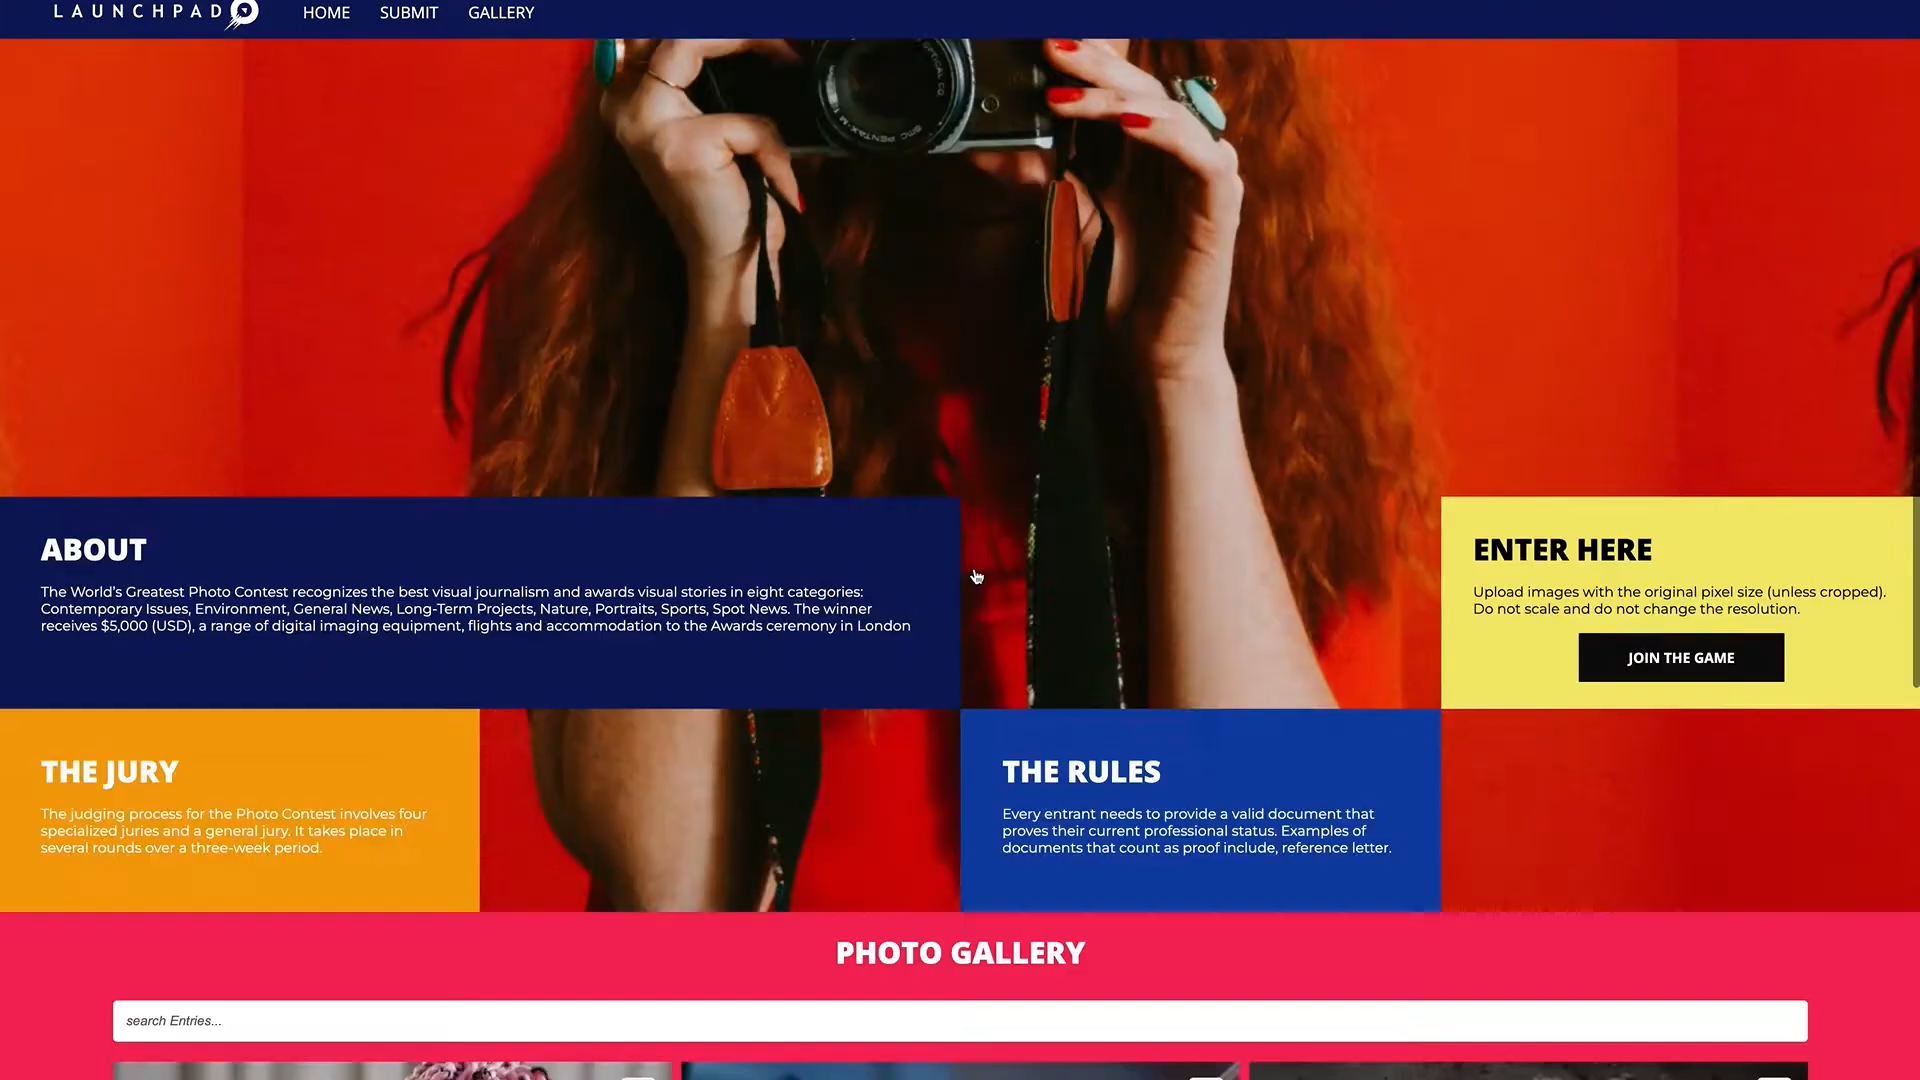 LAUNCHPAD
HOME
SUBMIT
GALLERY
SMC PENTAX-M
OPTICAL CO.
ABOUT
The World's Greatest Photo Contest recognizes the best visual journalism and awards visual stories in eight categories:
Contemporary Issues, Environment, General News, Long-Term Projects, Nature, Portraits, Sports, Spot News. The winner
receives $5,000 (USD), a range of digital imaging equipment, flights and accommodation to the Awards ceremony in London
ENTER HERE
Upload images with the original pixel size (unless cropped).
Do not scale and do not change the resolution.
JOIN THE GAME
THE JURY
The judging process for the Photo Contest involves four
specialized juries and a general jury. It takes place in
several rounds over a three-week period.
THE RULES
Every entrant needs to provide a valid document that
proves their current professional status. Examples of
documents that count as proof include, reference letter.
PHOTO GALLERY
search Entries...